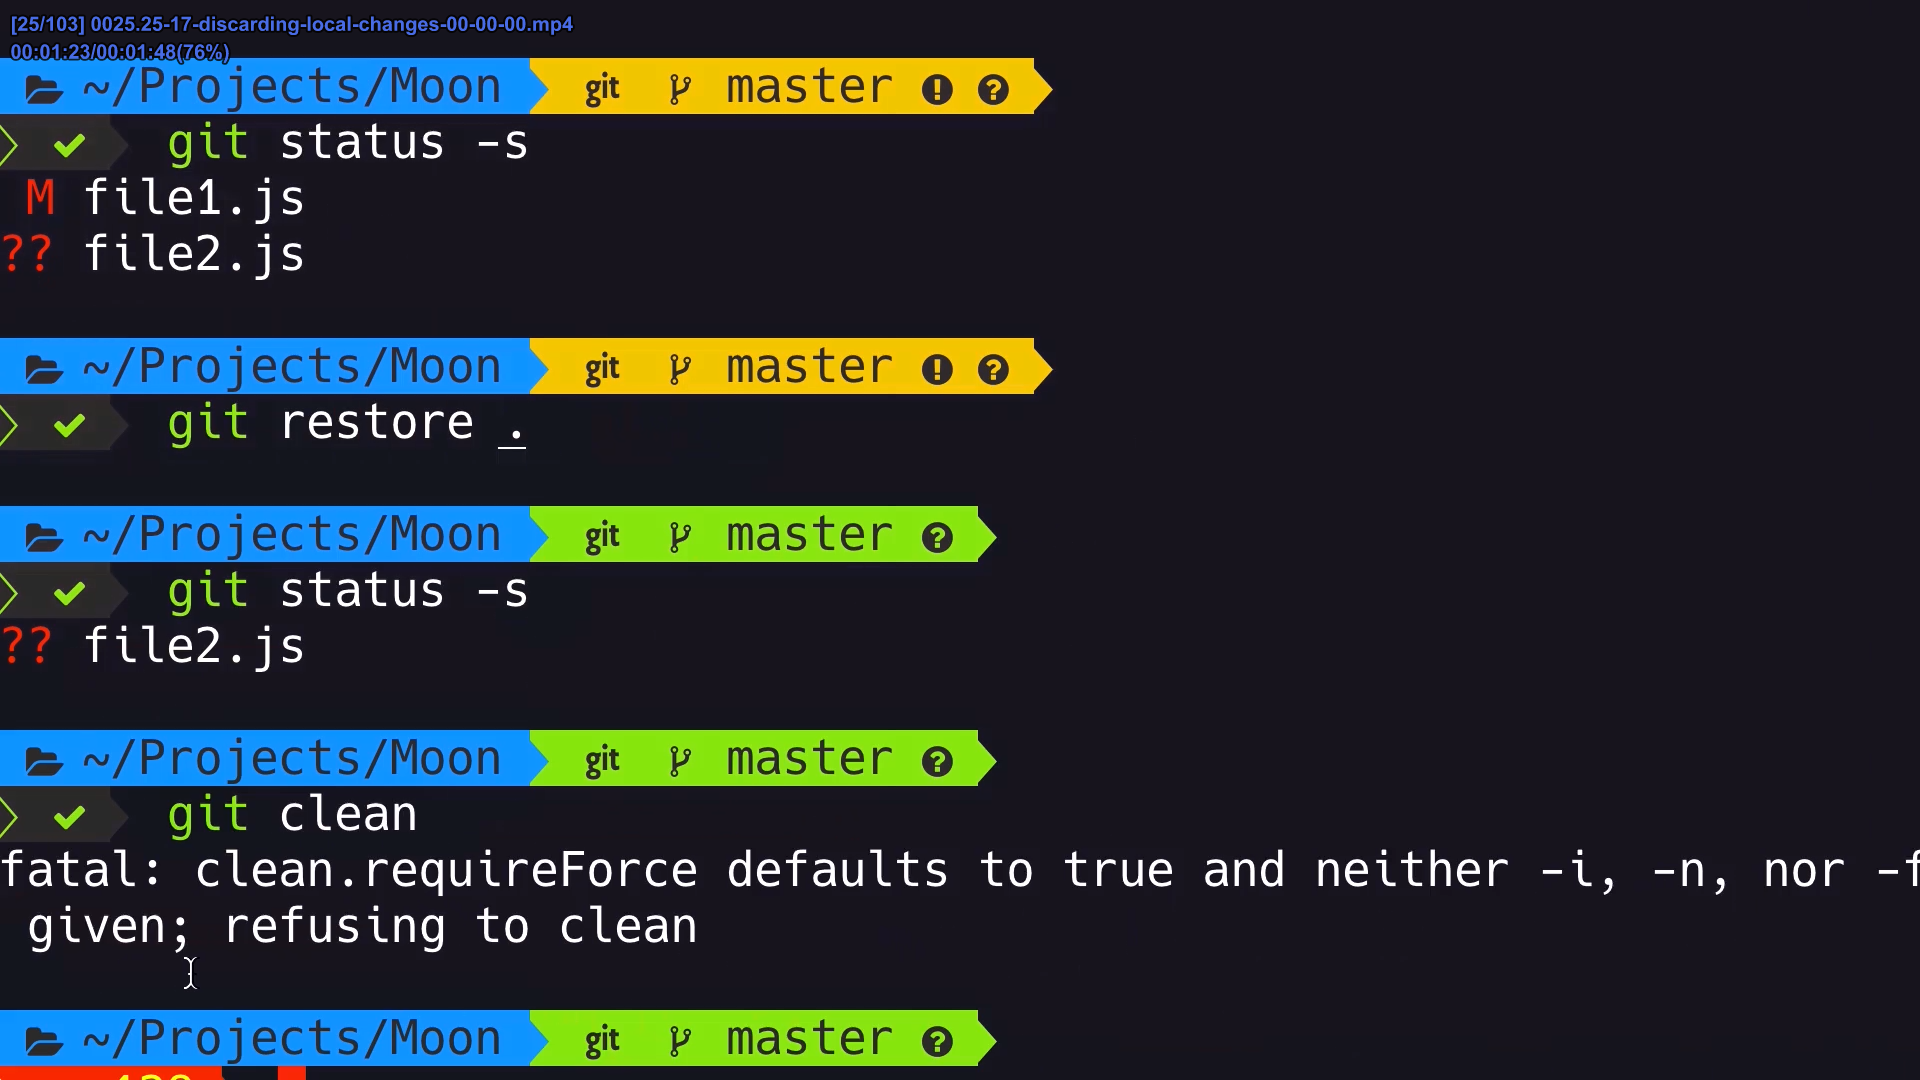 [25/103] 0025.25-17-discarding-local-changes-00-00-00.mp4
00:01:23/00:01:48(76%)
~/Projects/Moon git master ! ?
git status -s
M file1.js
?? file2.js
~/Projects/Moon git master ! ?
git restore .
~/Projects/Moon git master ?
git status -s
?? file2.js
~/Projects/Moon git master ?
git clean
fatal: clean.requireForce defaults to true and neither -i, -n, nor -f
given; refusing to clean
~/Projects/Moon git master ?